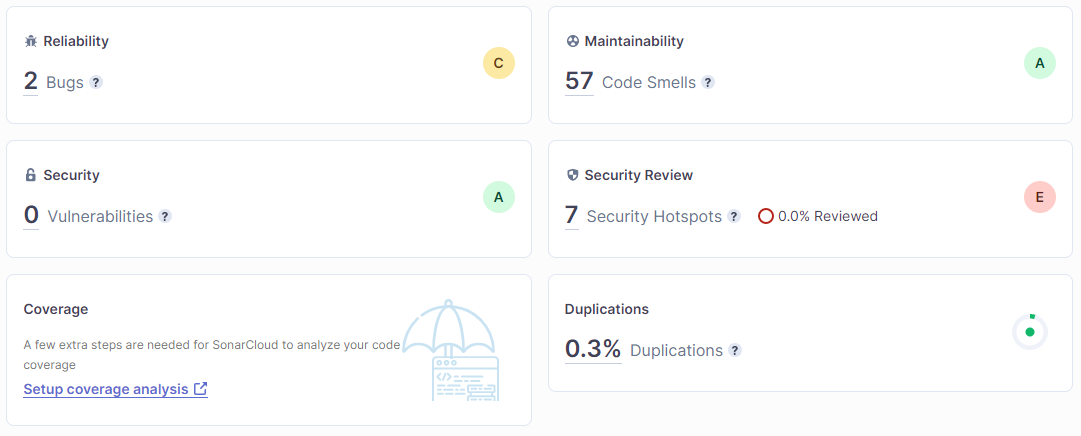 Reliability
2 Bugs ?
C
Maintainability
57 Code Smells ?
A
Security
0 Vulnerabilities ?
A
Security Review
7 Security Hotspots ? 0.0% Reviewed
E
Coverage
A few extra steps are needed for SonarCloud to analyze your code
coverage
Setup coverage analysis
</>
Duplications
0.3% Duplications ?